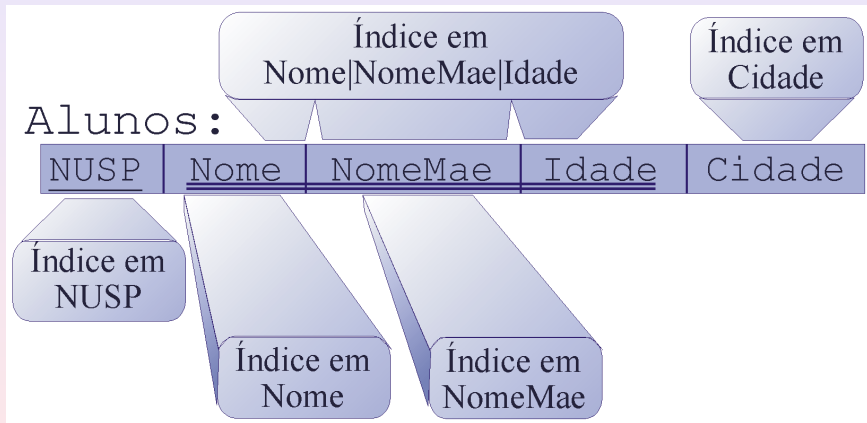 Índice em
Nome|NomeMae|Idade
Índice em
Cidade
Alunos:
NUSP Nome NomeMae Idade Cidade
Índice em
NUSP
Índice em
Nome
Índice em
NomeMae